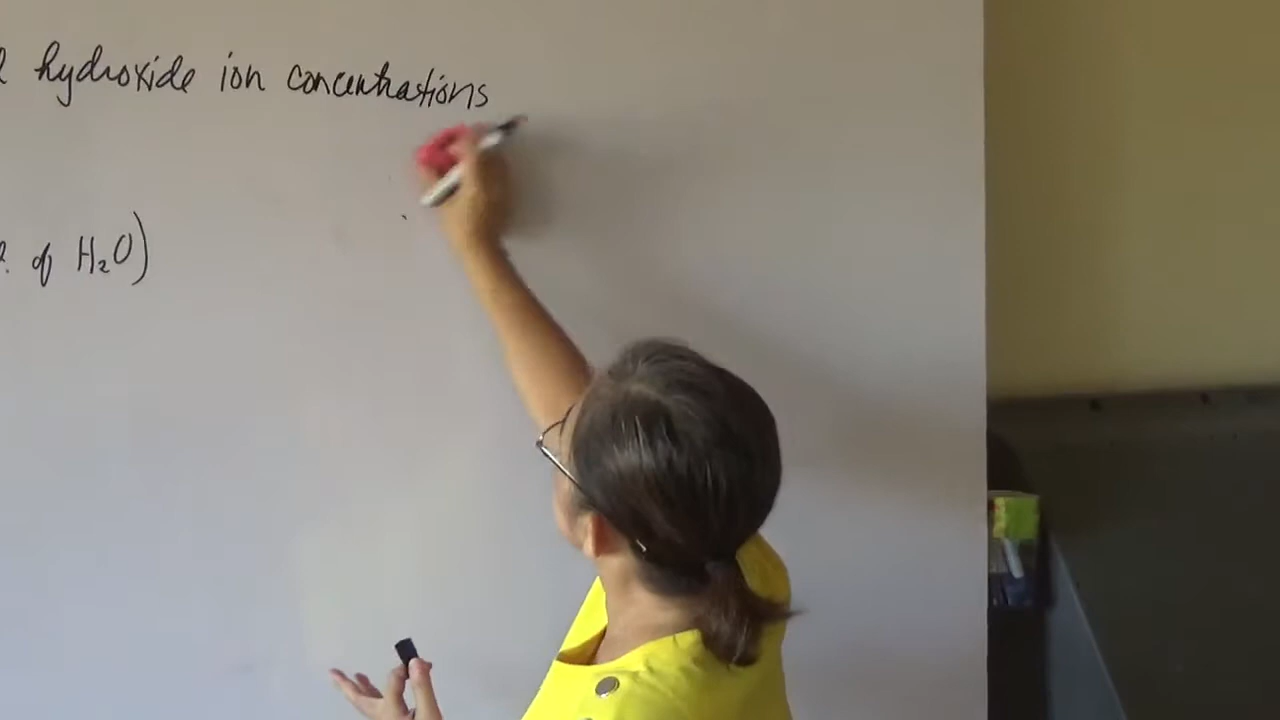 hydroxide ion concentrations
of H₂O)